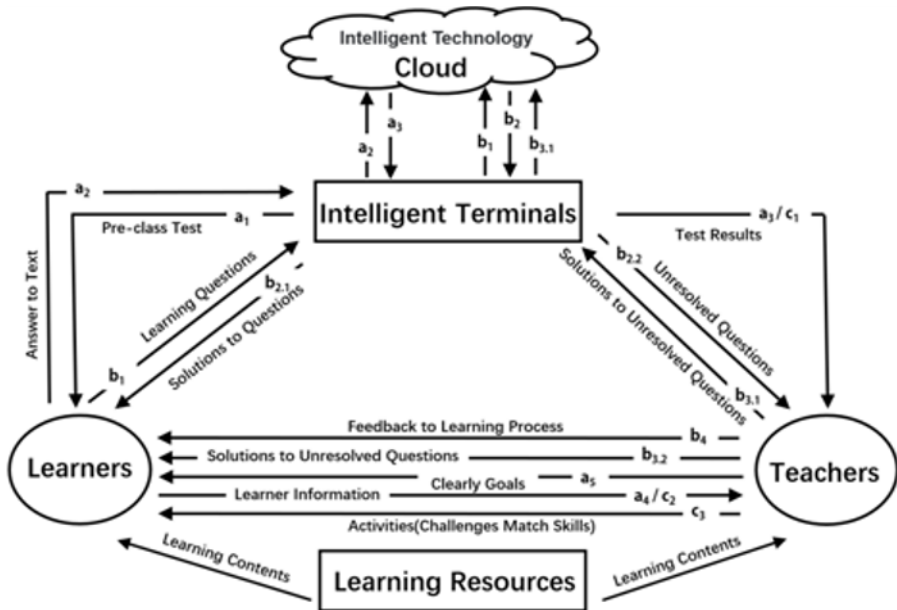 Intelligent Technology
Cloud
a2
a3
b1
b2
b3.1
a2
Intelligent Terminals
a1
Pre-class Test
a3 / c1
Test Results
Answer to Text
Learning Questions
b1
b2.1
Solutions to Questions
b2.2
Unresolved Questions
Solutions to Unresolved Questions
b3.1
Learners
Teachers
Feedback to Learning Process
b4
Solutions to Unresolved Questions
b3.2
Clearly Goals
a5
Learner Information
a4 / c2
c3
Activities(Challenges Match Skills)
Learning Contents
Learning Resources
Learning Contents